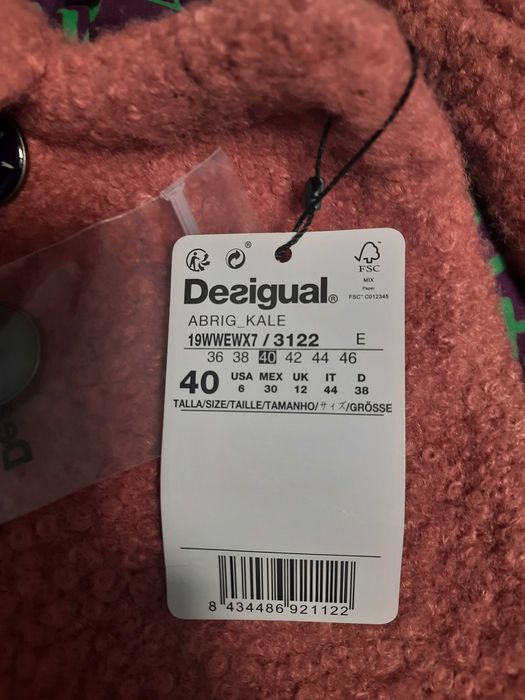 FSC
MIX
Paper
FSC® C012345
Desigual®
ABRIG_KALE
19WWEWX7 / 3122 E
36 38 40 42 44 46
40 USA MEX UK IT D
6 30 12 44 38
TALLA/SIZE/TAILLE/TAMANHO/サイズ/GRÖSSE
8 434486 921122
Des